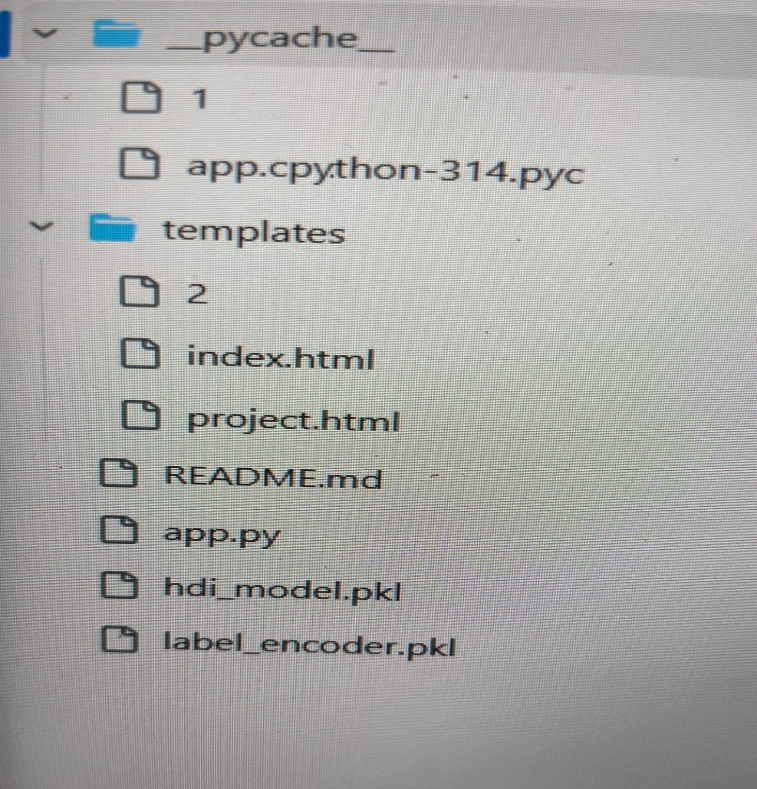 __pycache__
1
app.cpython-314.pyc
templates
2
index.html
project.html
README.md
app.py
hdi_model.pkl
label_encoder.pkl